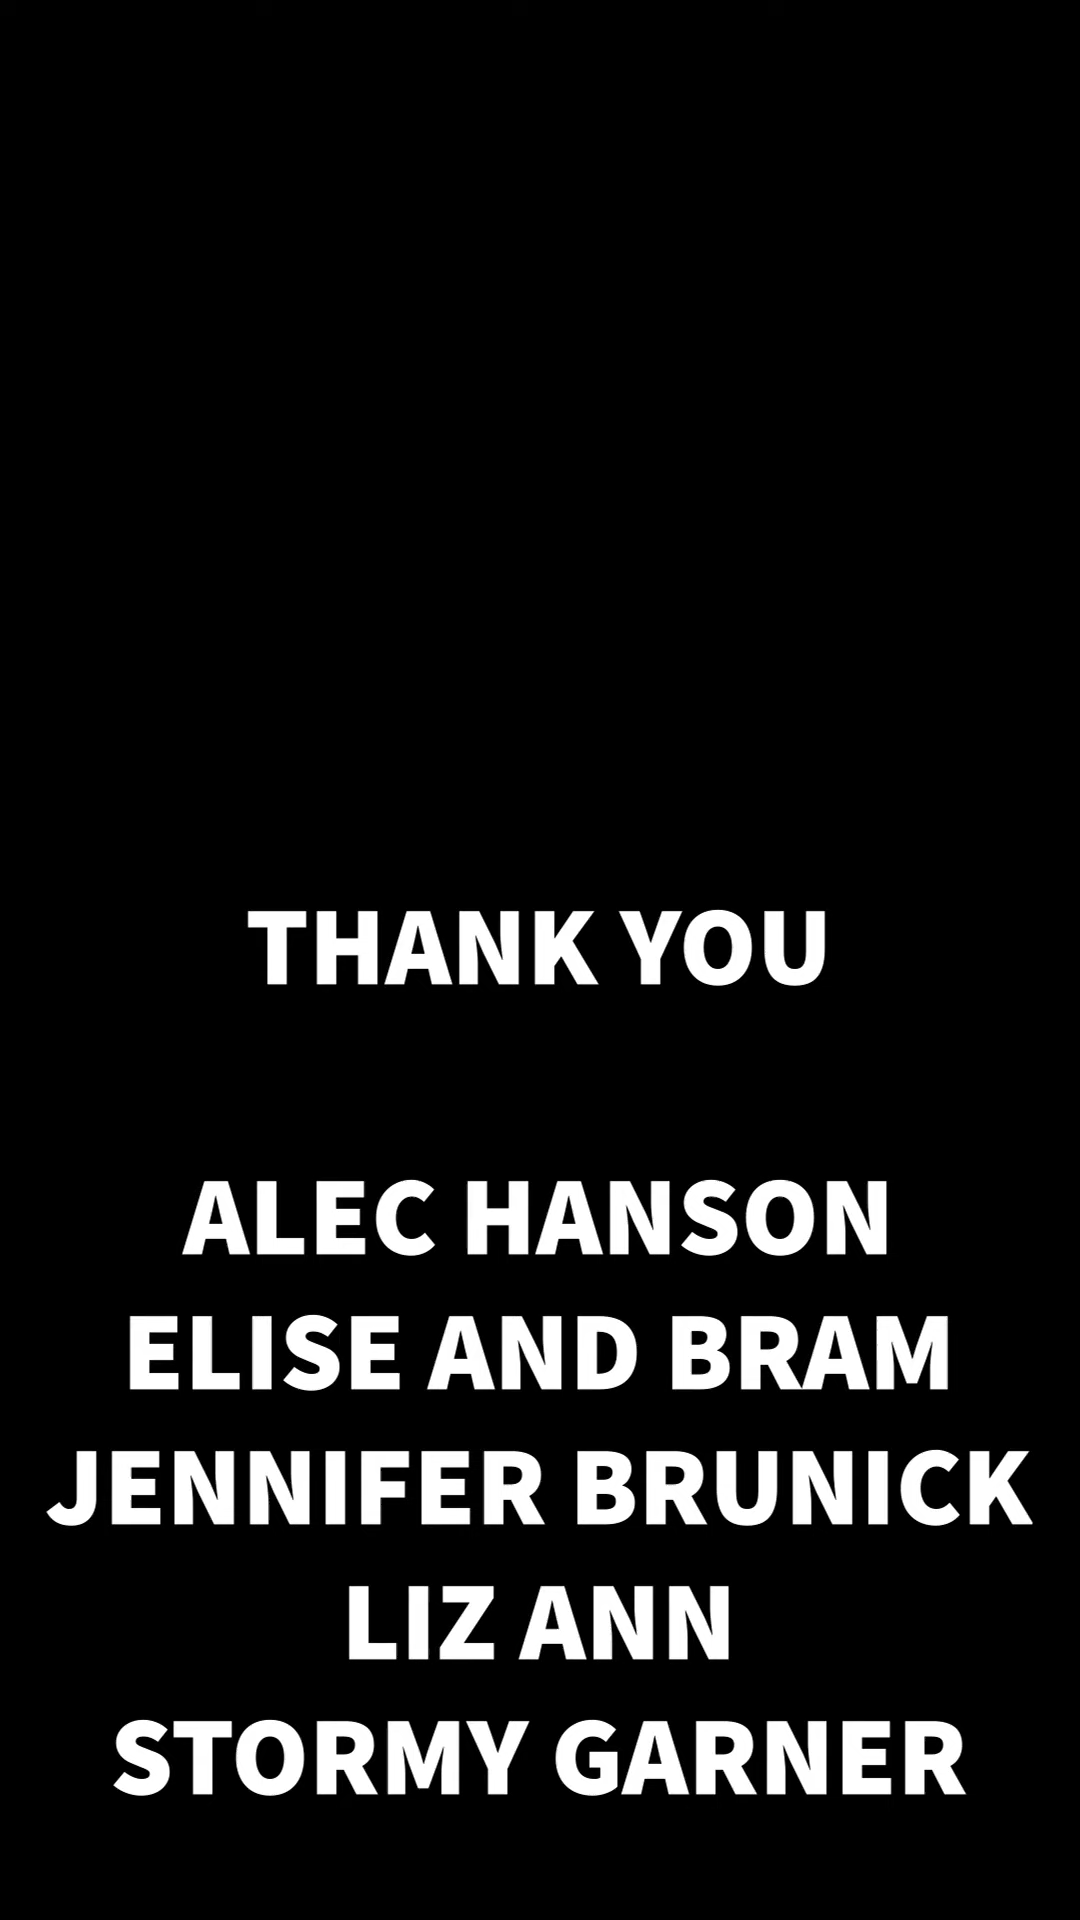 THANK YOU
ALEC HANSON
ELISE AND BRAM
JENNIFER BRUNICK
LIZ ANN
STORMY GARNER